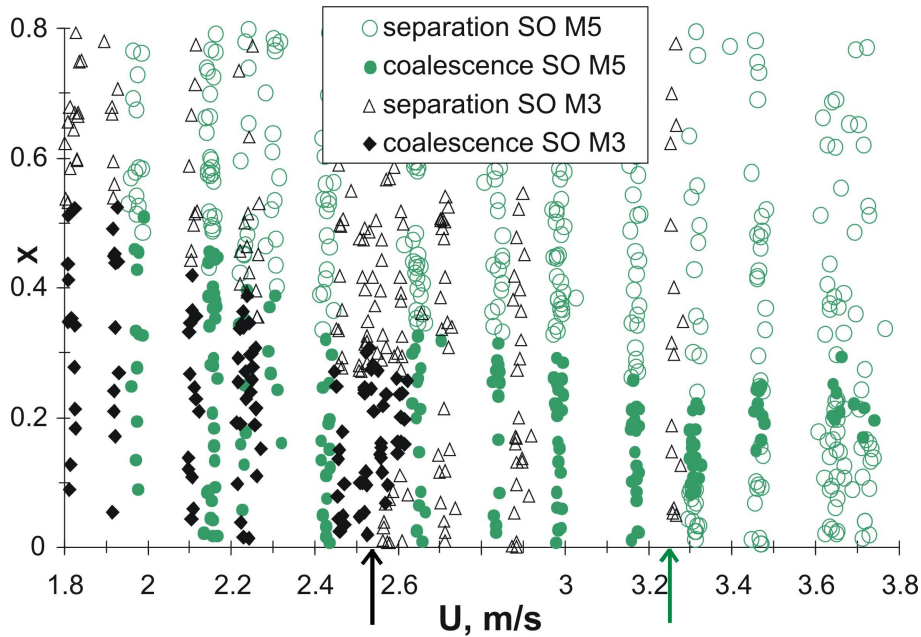 0.8
separation SO M5
coalescence SO M5
separation SO M3
coalescence SO M3
0.6
X
0.4
0.2
0
1.8 2 2.2 2.4 2.6 3 3.2 3.4 3.6 3.8
U, m/s